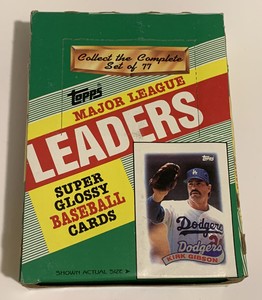 Collect the Complete
Set of 77
Topps
MAJOR LEAGUE
LEADERS
SUPER
GLOSSY
BASEBALL
CARDS
Topps
Dodgers
Dodgers
KIRK GIBSON
SHOWN ACTUAL SIZE